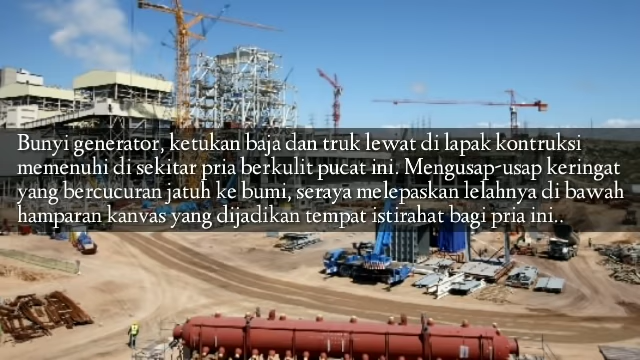 Bunyi generator, ketukan baja dan truk lewat di lapak kontruksi
memenuhi di sekitar pria berkulit pucat ini. Mengusap-usap keringat
yang bercucuran jatuh ke bumi, seraya melepaskan lelahnya di bawah
hamparan kanvas yang dijadikan tempat istirahat bagi pria ini..